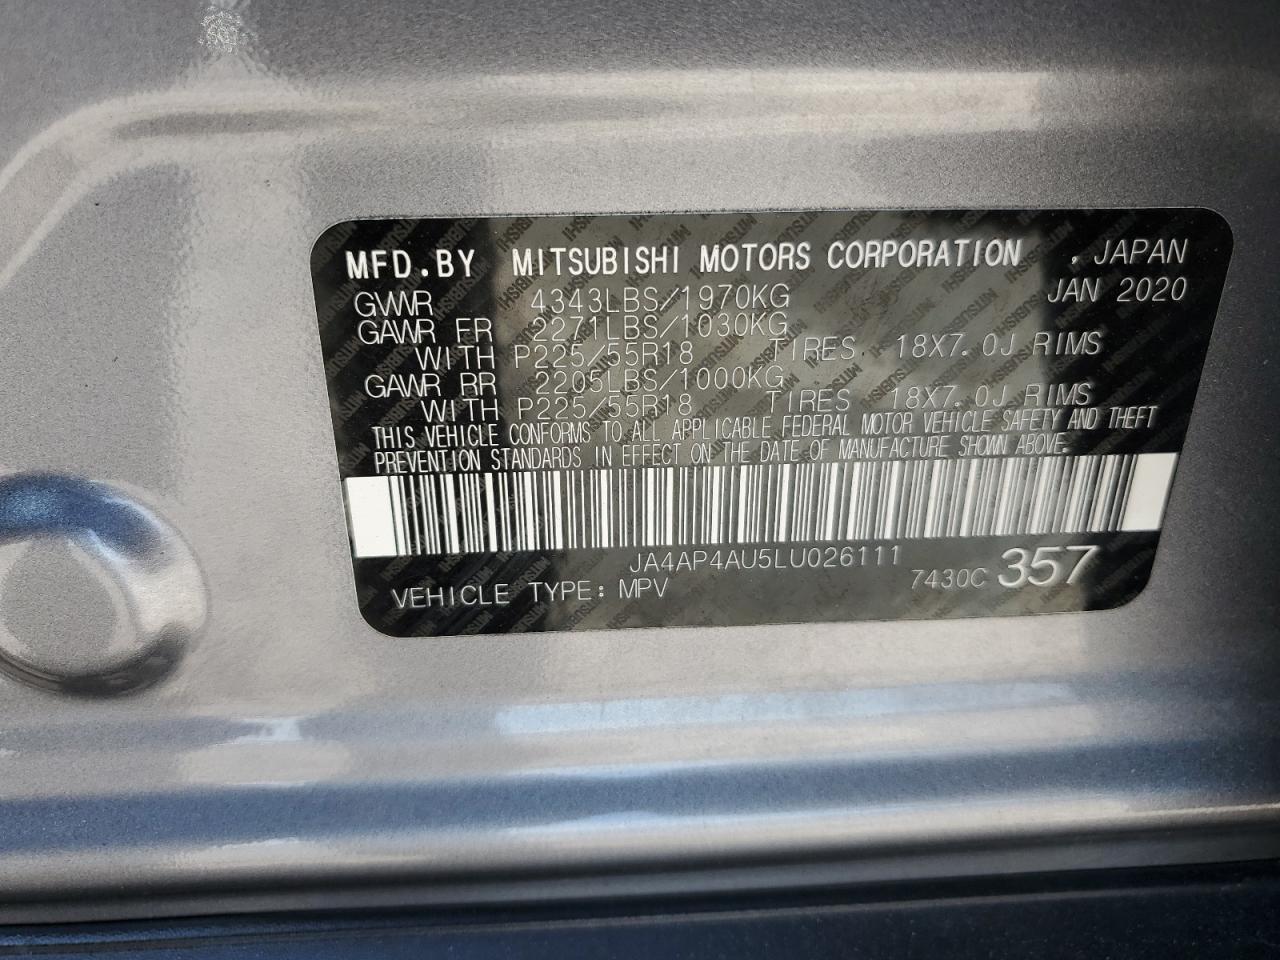 MFD.BY MITSUBISHI MOTORS CORPORATION , JAPAN
GVWR 4343LBS/1970KG JAN 2020
GAWR FR 2271LBS/1030KG
WITH P225/55R18 TIRES 18X7.0J RIMS
GAWR RR 2205LBS/1000KG
WITH P225/55R18 TIRES 18X7.0J RIMS
THIS VEHICLE CONFORMS TO ALL APPLICABLE FEDERAL MOTOR VEHICLE SAFETY AND THEFT
PREVENTION STANDARDS IN EFFECT ON THE DATE OF MANUFACTURE SHOWN ABOVE.
JA4AP4AU5LU026111
VEHICLE TYPE: MPV 7430C 357